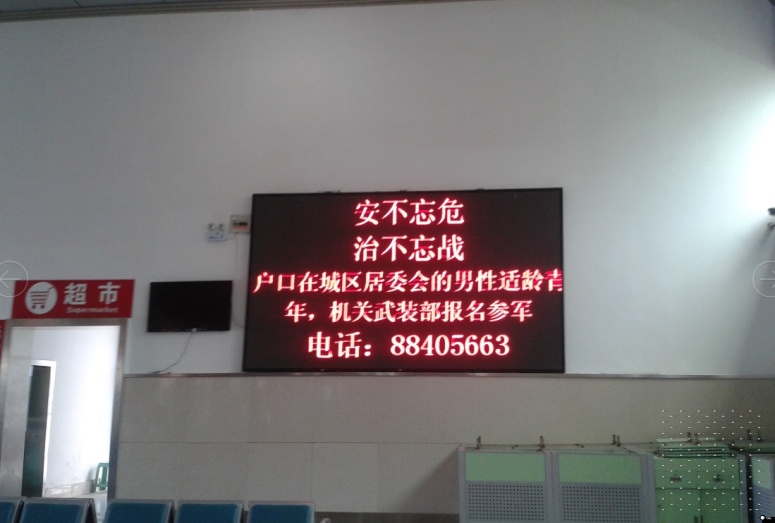 安不忘危
治不忘战
户口在城区居委会的男性适龄青
年，机关武装部报名参军
电话：88405663
超市
Supermarket